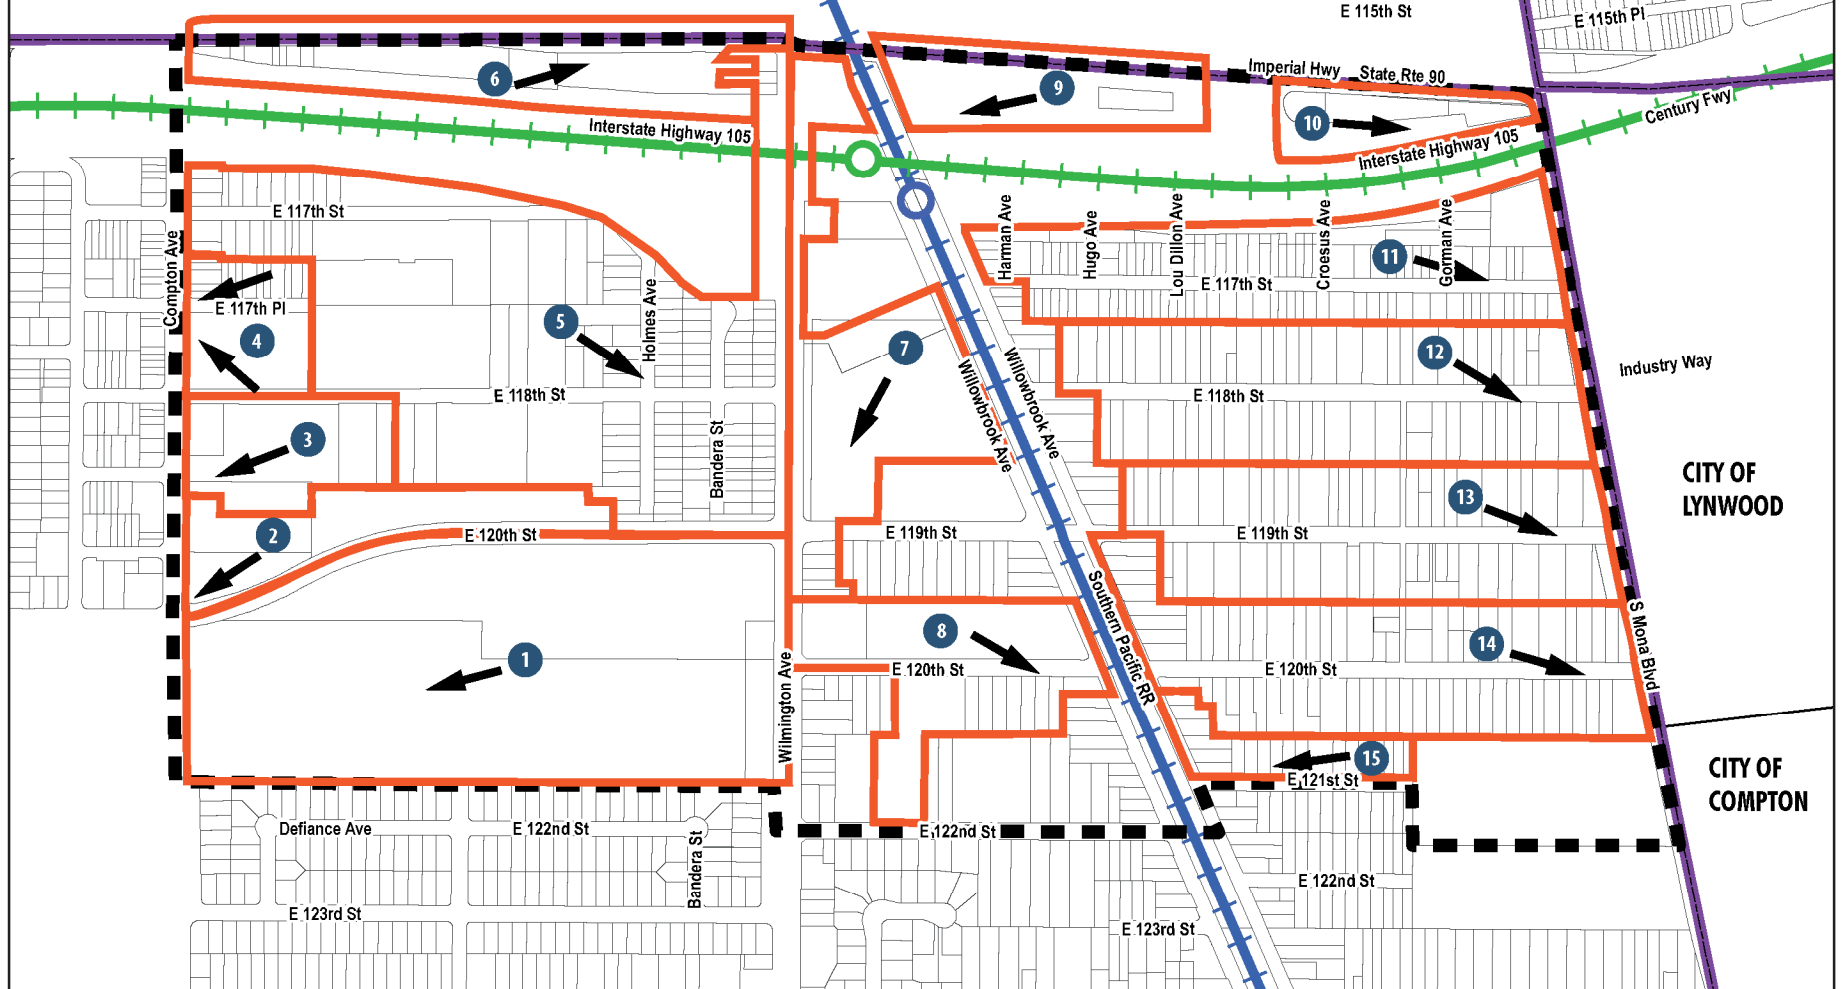 E 115th St
E 115th Pl
Imperial Hwy
State Rte 90
6
9
10
Century Fwy
Interstate Highway 105
Interstate Highway 105
E 117th St
Compton Ave
Harman Ave
Hugo Ave
Lou Dillon Ave
Croesus Ave
Gorman Ave
11
E 117th St
E 117th Pl
4
5
Holmes Ave
7
Willowbrook Ave
Willowbrook Ave
12
Industry Way
E 118th St
E 118th St
3
Bandera St
13
CITY OF
LYNWOOD
2
E 120th St
E 119th St
E 119th St
Southern Pacific RR
1
8
14
S Mona Blvd
Wilmington Ave
E 120th St
E 120th St
15
E 121st St
CITY OF
COMPTON
Defiance Ave
E 122nd St
E 122nd St
Bandera St
E 122nd St
E 123rd St
E 123rd St